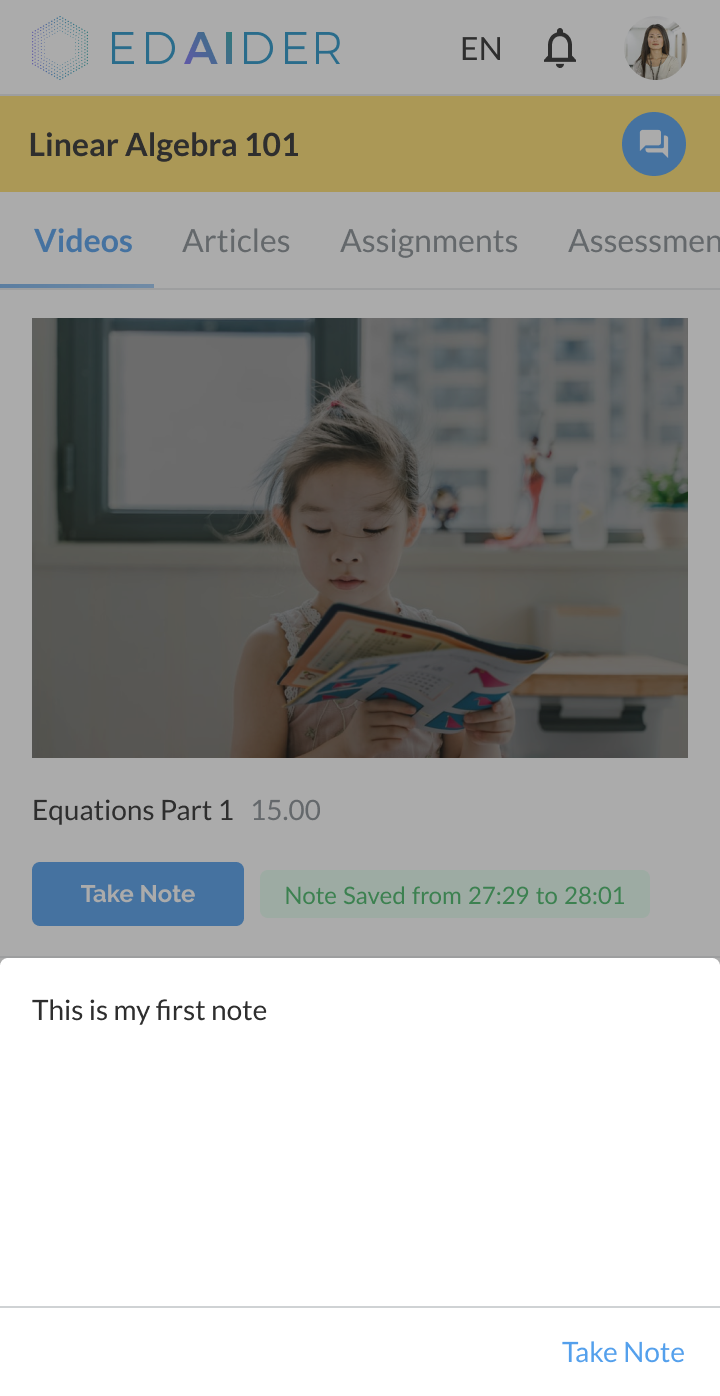 EDAIDER
EN
Linear Algebra 101
Videos Articles Assignments Assessmen
Equations Part 1 15.00
Take Note
Note Saved from 27:29 to 28:01
This is my first note
Take Note